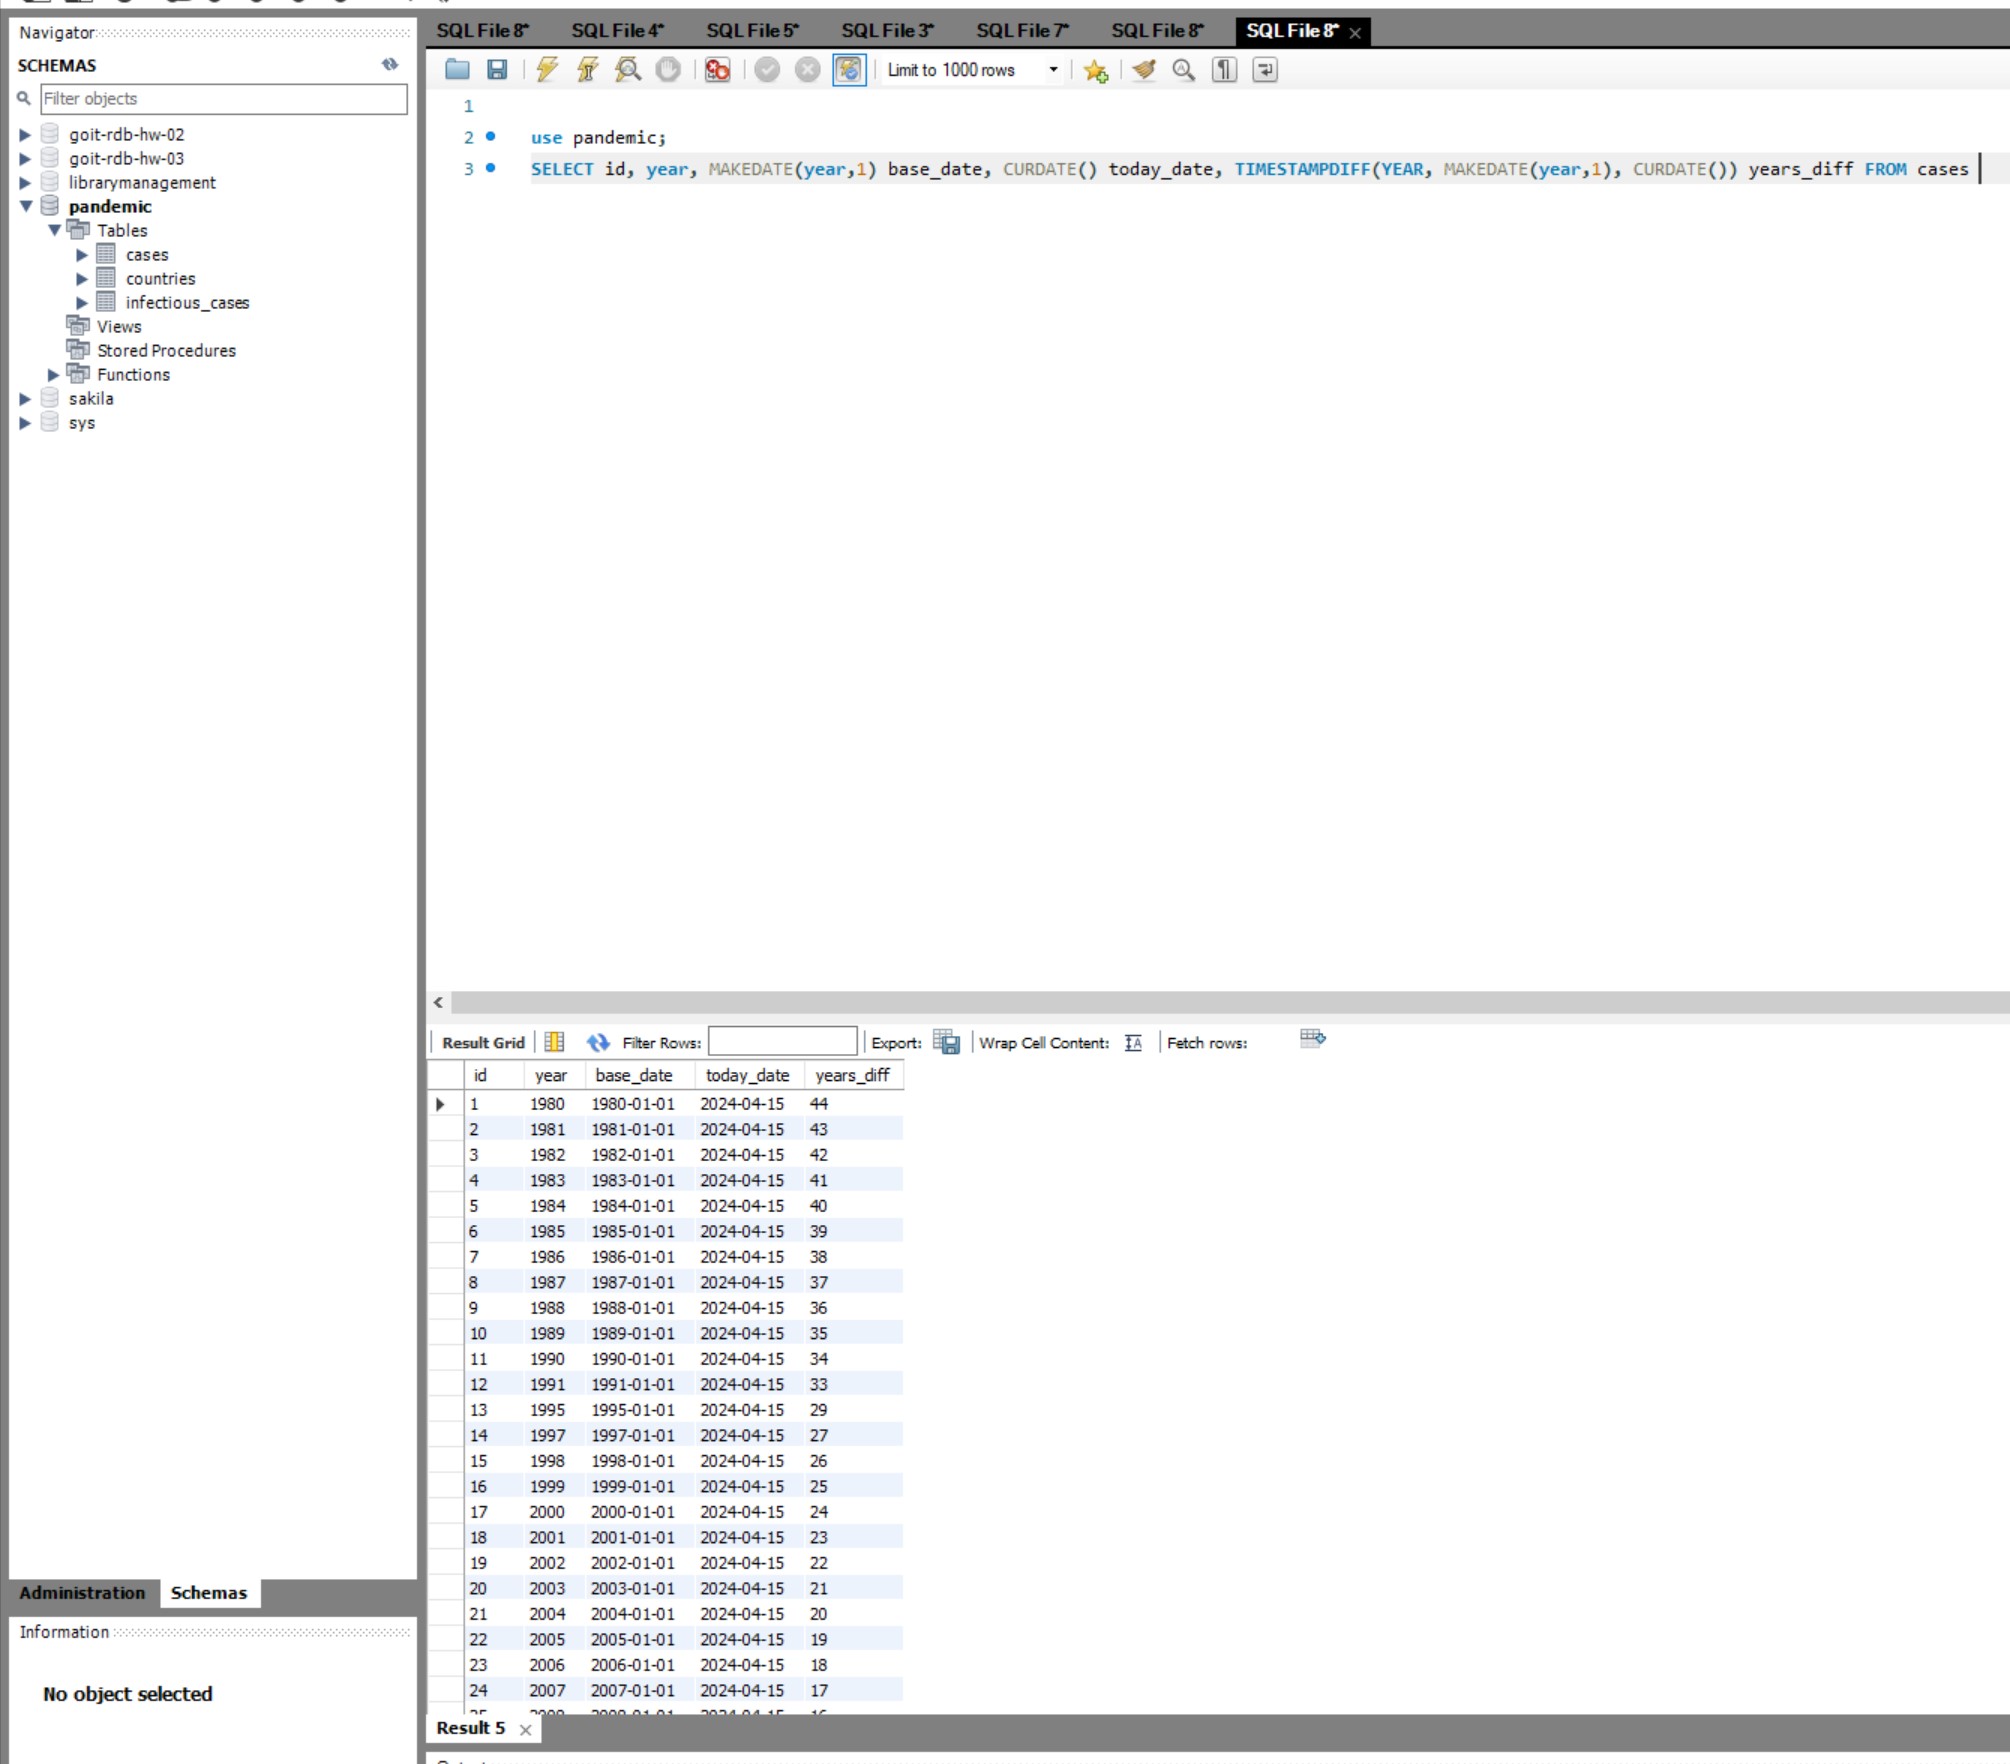 Navigator
SCHEMAS
Filter objects
goit-rdb-hw-02
goit-rdb-hw-03
librarymanagement
pandemic
Tables
cases
countries
infectious_cases
Views
Stored Procedures
Functions
sakila
sys
Administration Schemas
Information
No object selected
SQL File 8* SQL File 4* SQL File 5* SQL File 3* SQL File 7* SQL File 8* SQL File 8*
Limit to 1000 rows
1
2 use pandemic;
3 SELECT id, year, MAKEDATE(year,1) base_date, CURDATE() today_date, TIMESTAMPDIFF(YEAR, MAKEDATE(year,1), CURDATE()) years_diff FROM cases
Result Grid Filter Rows: Export: Wrap Cell Content: Fetch rows:
id year base_date today_date years_diff
1 1980 1980-01-01 2024-04-15 44
2 1981 1981-01-01 2024-04-15 43
3 1982 1982-01-01 2024-04-15 42
4 1983 1983-01-01 2024-04-15 41
5 1984 1984-01-01 2024-04-15 40
6 1985 1985-01-01 2024-04-15 39
7 1986 1986-01-01 2024-04-15 38
8 1987 1987-01-01 2024-04-15 37
9 1988 1988-01-01 2024-04-15 36
10 1989 1989-01-01 2024-04-15 35
11 1990 1990-01-01 2024-04-15 34
12 1991 1991-01-01 2024-04-15 33
13 1995 1995-01-01 2024-04-15 29
14 1997 1997-01-01 2024-04-15 27
15 1998 1998-01-01 2024-04-15 26
16 1999 1999-01-01 2024-04-15 25
17 2000 2000-01-01 2024-04-15 24
18 2001 2001-01-01 2024-04-15 23
19 2002 2002-01-01 2024-04-15 22
20 2003 2003-01-01 2024-04-15 21
21 2004 2004-01-01 2024-04-15 20
22 2005 2005-01-01 2024-04-15 19
23 2006 2006-01-01 2024-04-15 18
24 2007 2007-01-01 2024-04-15 17
Result 5